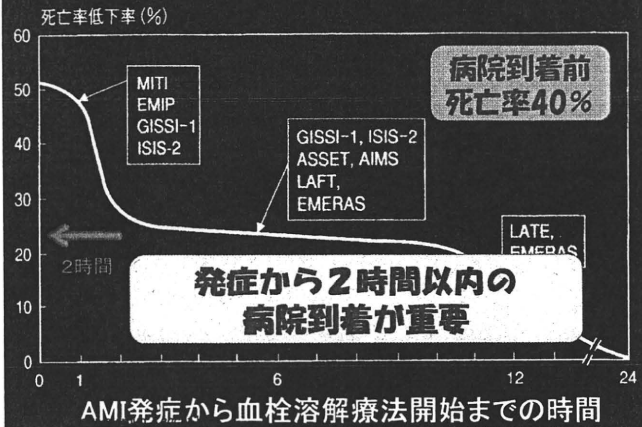 死亡率低下率(%)
60
50
40
30
20
10
0
MITI
EMIP
GISSI-1
ISIS-2
GISSI-1, ISIS-2
ASSET, AIMS
LAFT,
EMERAS
病院到着前
死亡率40%
LATE,
EMERAS
2時間
発症から2時間以内の
病院到着が重要
0 1 6 12 24
AMI発症から血栓溶解療法開始までの時間